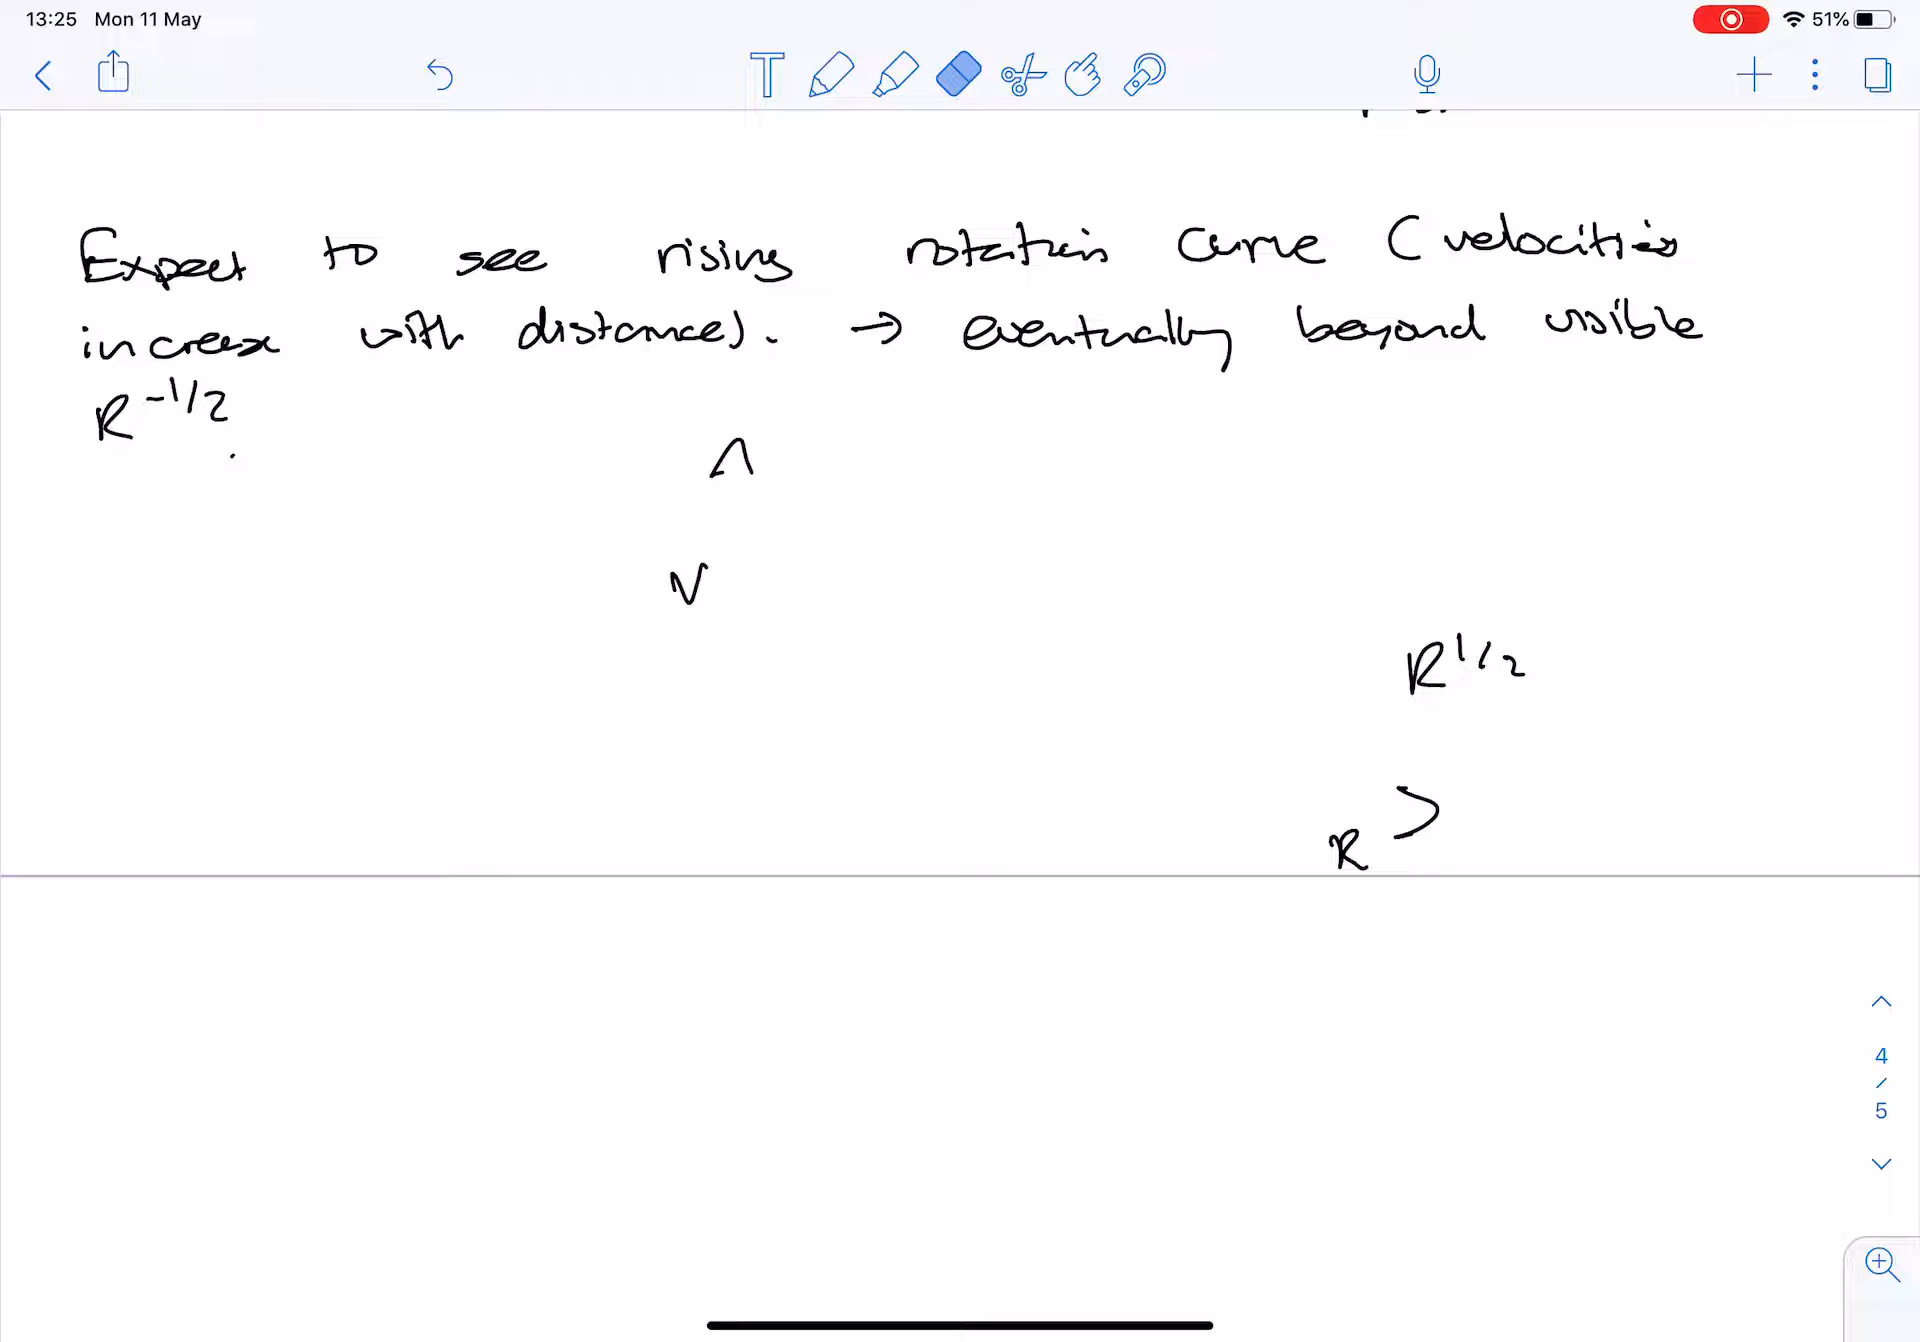 13:25 Mon 11 May 51%
T
Expect to see rising rotation curve (velocities
increase with distance). → eventually beyond visible
R^-1/2
V
R^1/2
R
4
/
5